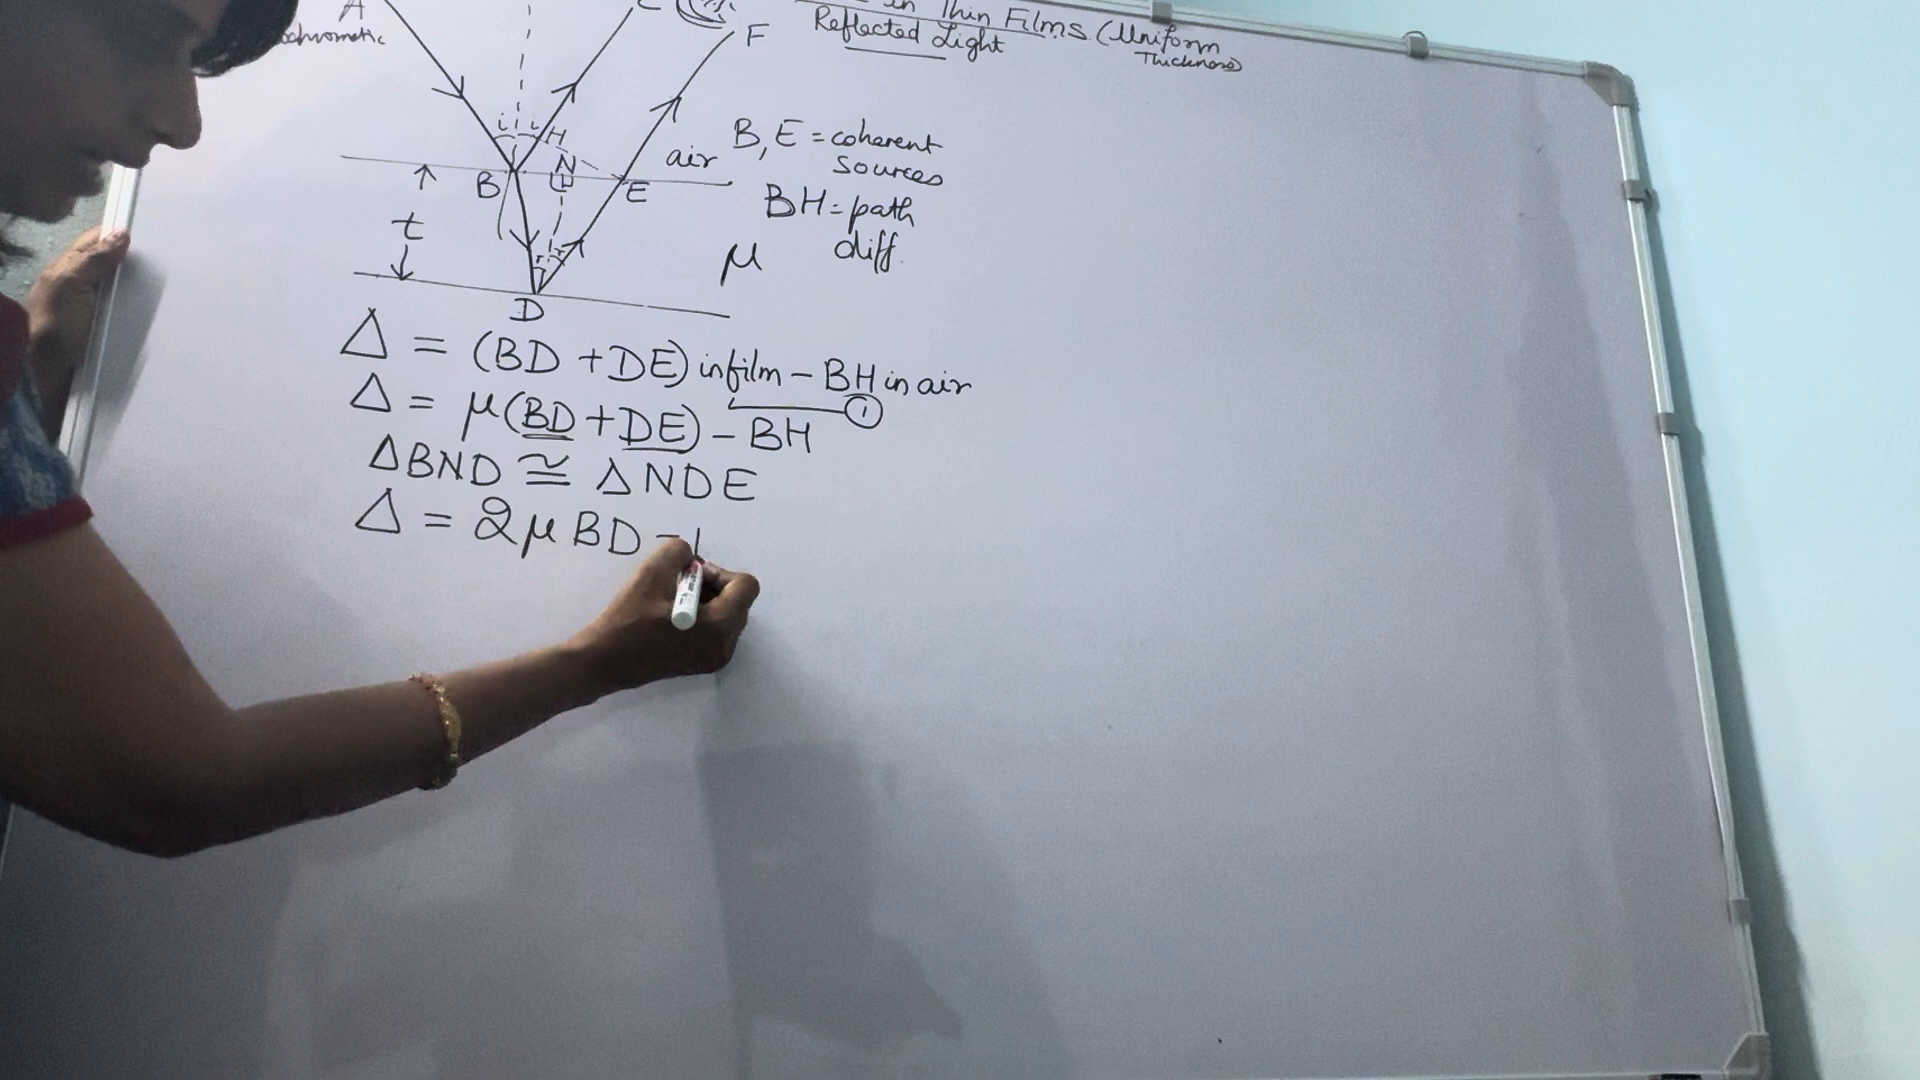 in Thin Films (Uniform
Thickness)
Reflected Light
A
C
F
i i
H
N
B
E
air
t
r r
D
μ
B, E = coherent
sources
BH = path
diff.
Δ = (BD + DE) in film - BH in air
①
Δ = μ(BD + DE) - BH
ΔBND ≅ ΔNDE
Δ = 2μ BD -